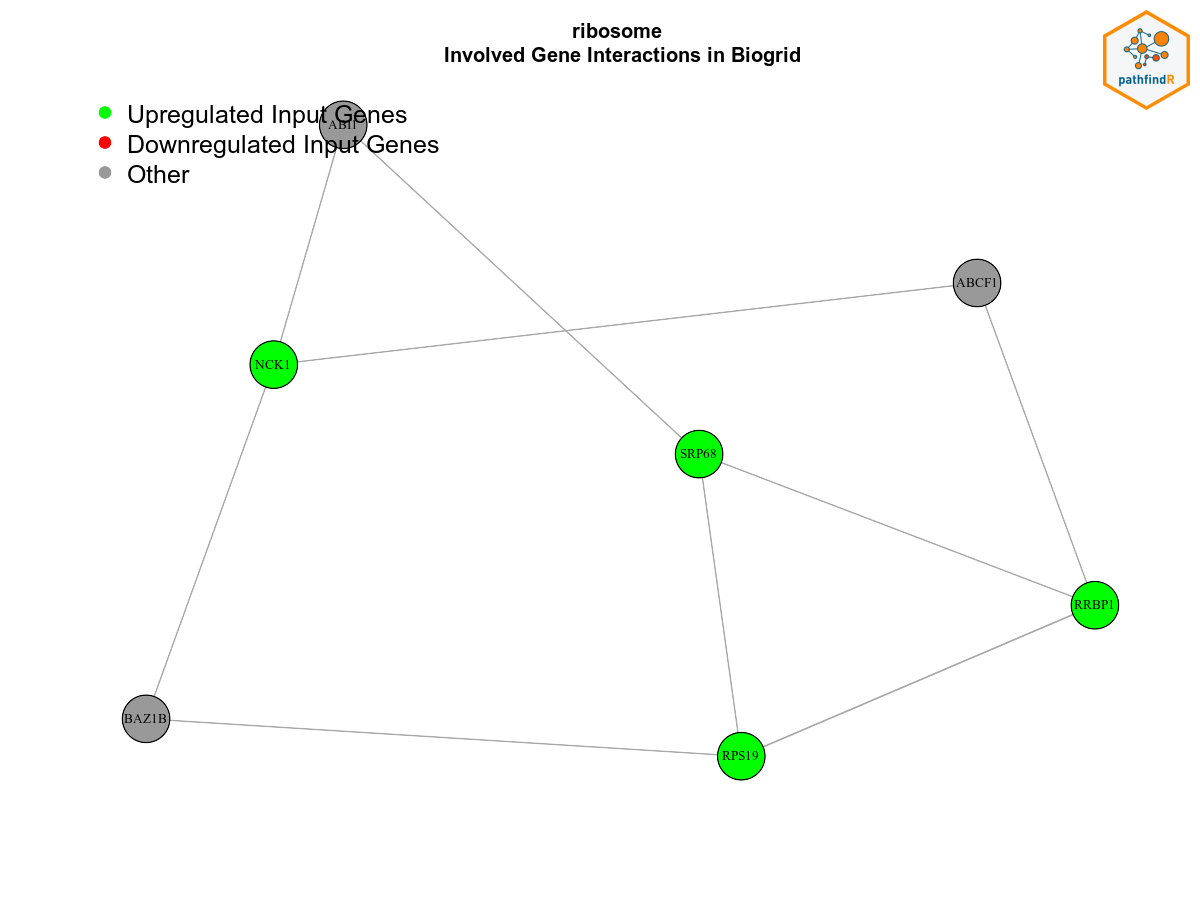 ribosome
Involved Gene Interactions in Biogrid
pathfindR
Upregulated Input Genes
ABI1
Downregulated Input Genes
Other
ABCF1
NCK1
SRP68
RRBP1
BAZ1B
RPS19